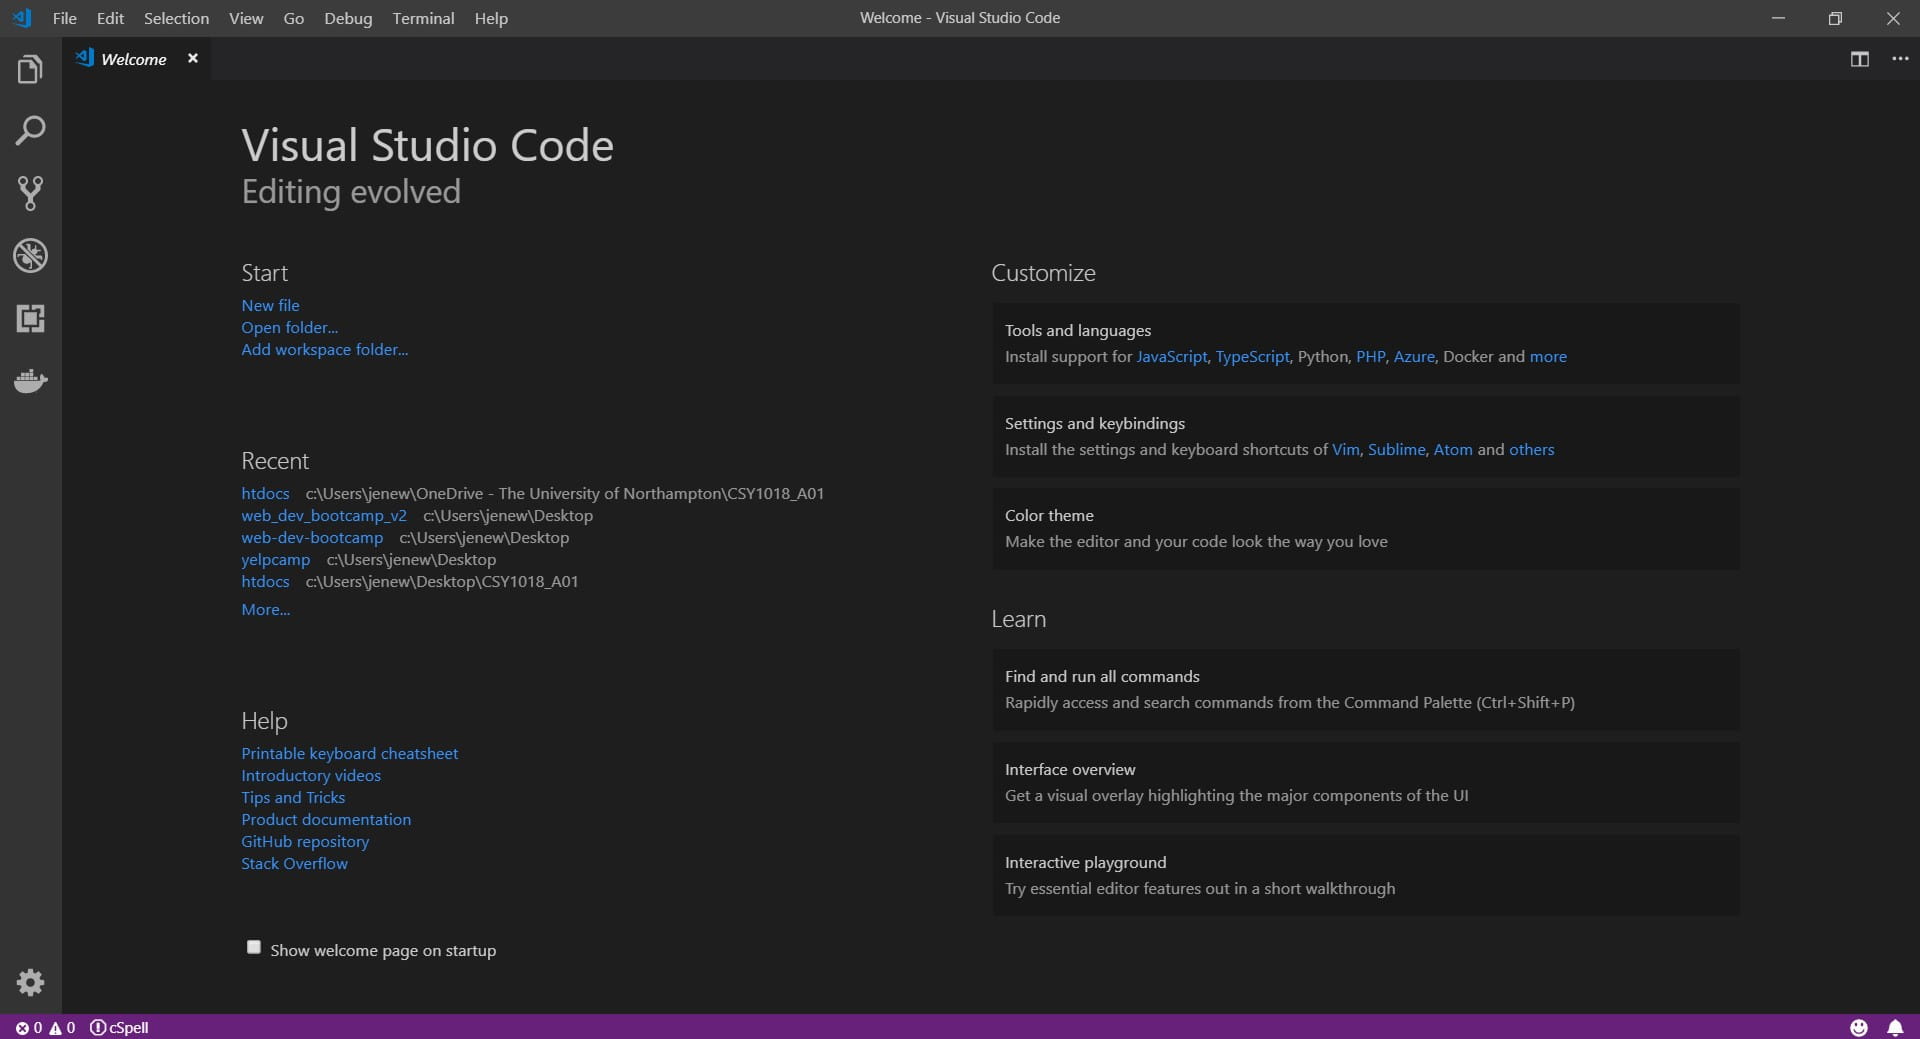 File Edit Selection View Go Debug Terminal Help
Welcome - Visual Studio Code
Welcome
Visual Studio Code
Editing evolved
Start
New file
Open folder...
Add workspace folder...
Recent
htdocs c:\Users\jenew\OneDrive - The University of Northampton\CSY1018_A01
web_dev_bootcamp_v2 c:\Users\jenew\Desktop
web-dev-bootcamp c:\Users\jenew\Desktop
yelpcamp c:\Users\jenew\Desktop
htdocs c:\Users\jenew\Desktop\CSY1018_A01
More...
Help
Printable keyboard cheatsheet
Introductory videos
Tips and Tricks
Product documentation
GitHub repository
Stack Overflow
Show welcome page on startup
Customize
Tools and languages
Install support for JavaScript, TypeScript, Python, PHP, Azure, Docker and more
Settings and keybindings
Install the settings and keyboard shortcuts of Vim, Sublime, Atom and others
Color theme
Make the editor and your code look the way you love
Learn
Find and run all commands
Rapidly access and search commands from the Command Palette (Ctrl+Shift+P)
Interface overview
Get a visual overlay highlighting the major components of the UI
Interactive playground
Try essential editor features out in a short walkthrough
0 0 cSpell